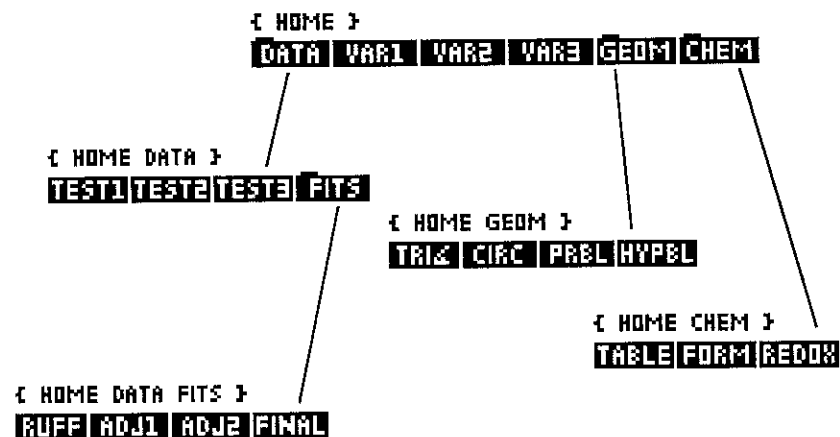 { HOME }
DATA VAR1 VAR2 VAR3 GEOM CHEM
{ HOME DATA }
TEST1 TEST2 TEST3 FITS
{ HOME GEOM }
TRI∡ CIRC PRBL HYPBL
{ HOME CHEM }
TABLE FORM REDOX
{ HOME DATA FITS }
RUFF ADJ1 ADJ2 FINAL